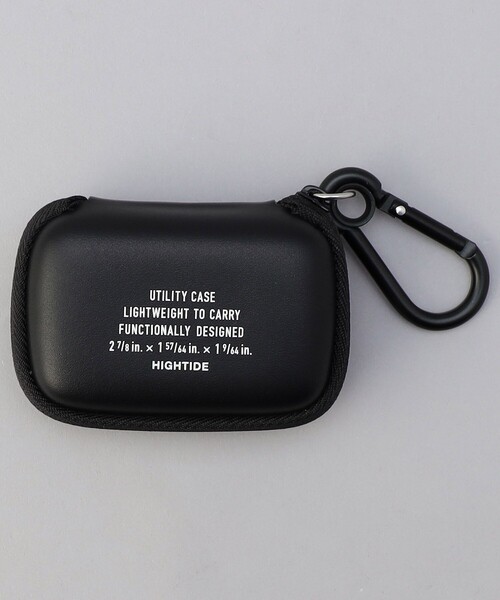 UTILITY CASE
LIGHTWEIGHT TO CARRY
FUNCTIONALLY DESIGNED
2 7/8 in. × 1 57/64 in. × 1 9/64 in.
HIGHTIDE